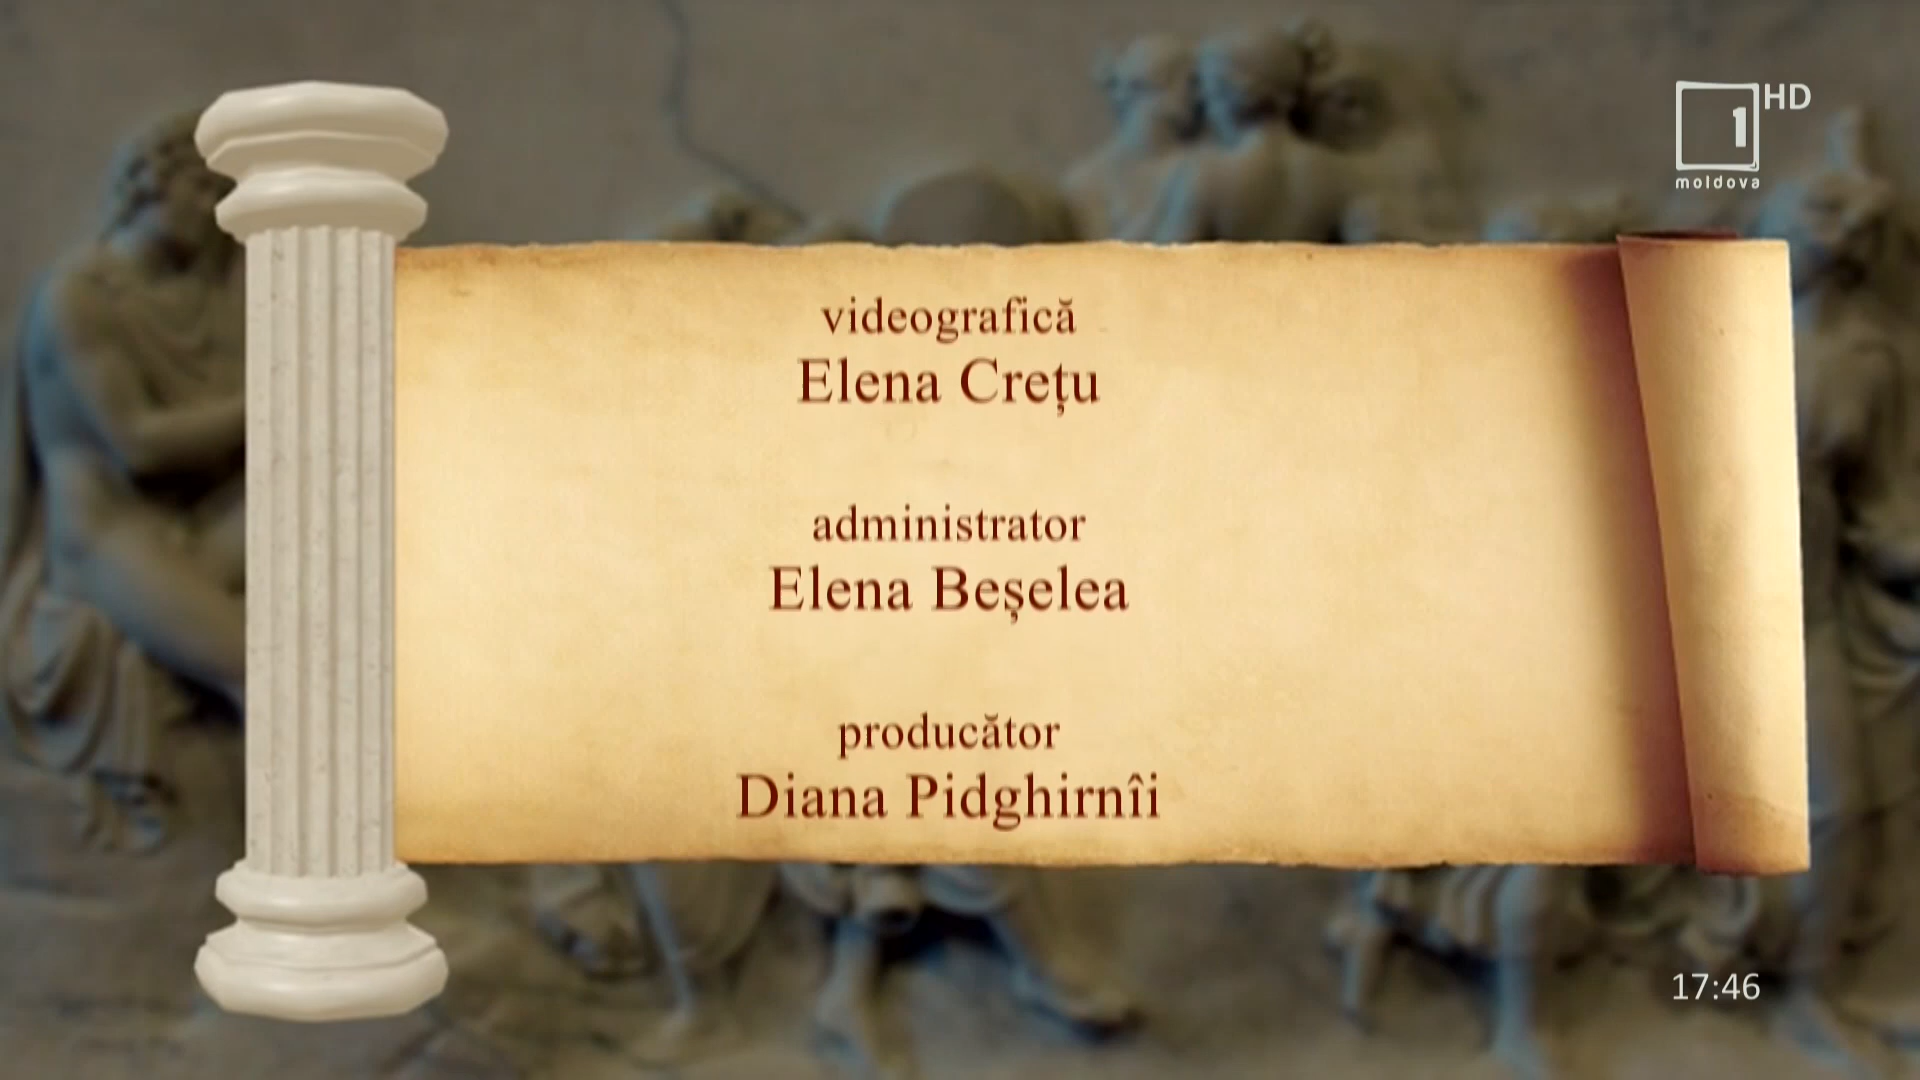 1 HD
moldova
videografică
Elena Crețu
administrator
Elena Beșelea
producător
Diana Pidghirnîi
17:46